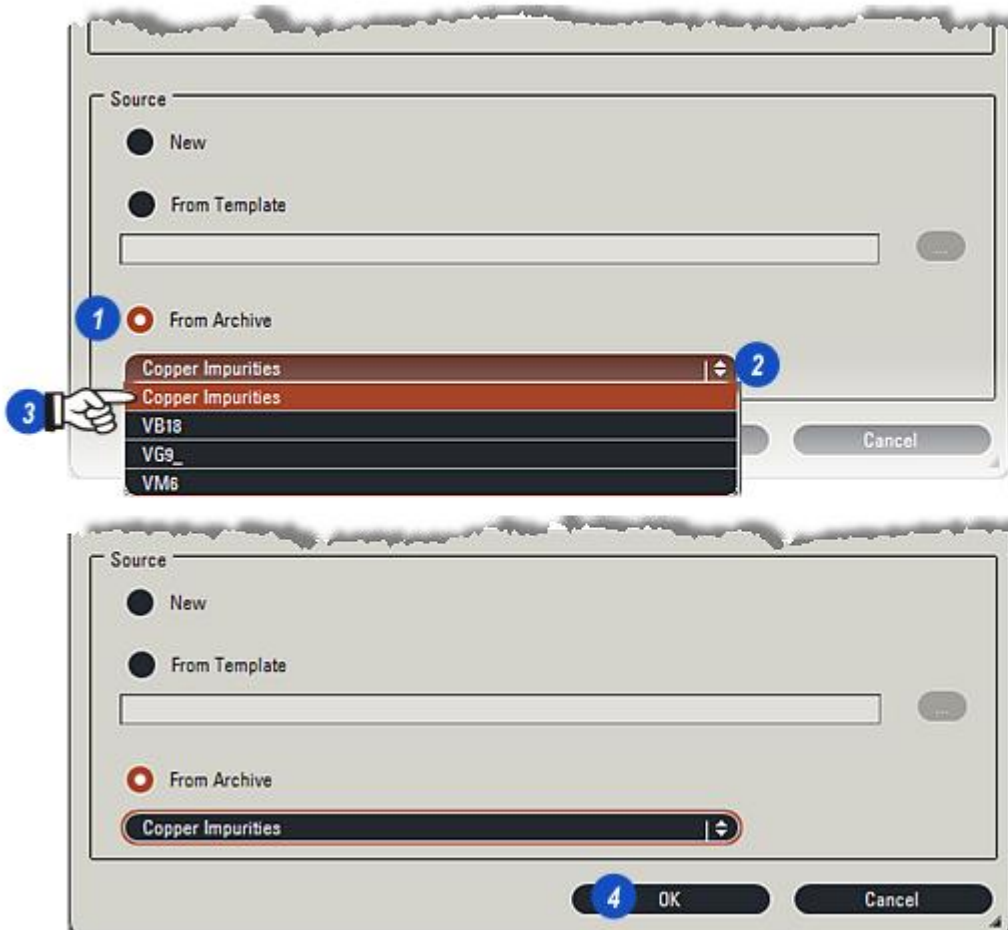 Source
New
From Template
...
1 From Archive
Copper Impurities 2
3 Copper Impurities
VB18
VG9_
VM6
Cancel
Source
New
From Template
...
From Archive
Copper Impurities
4 OK Cancel